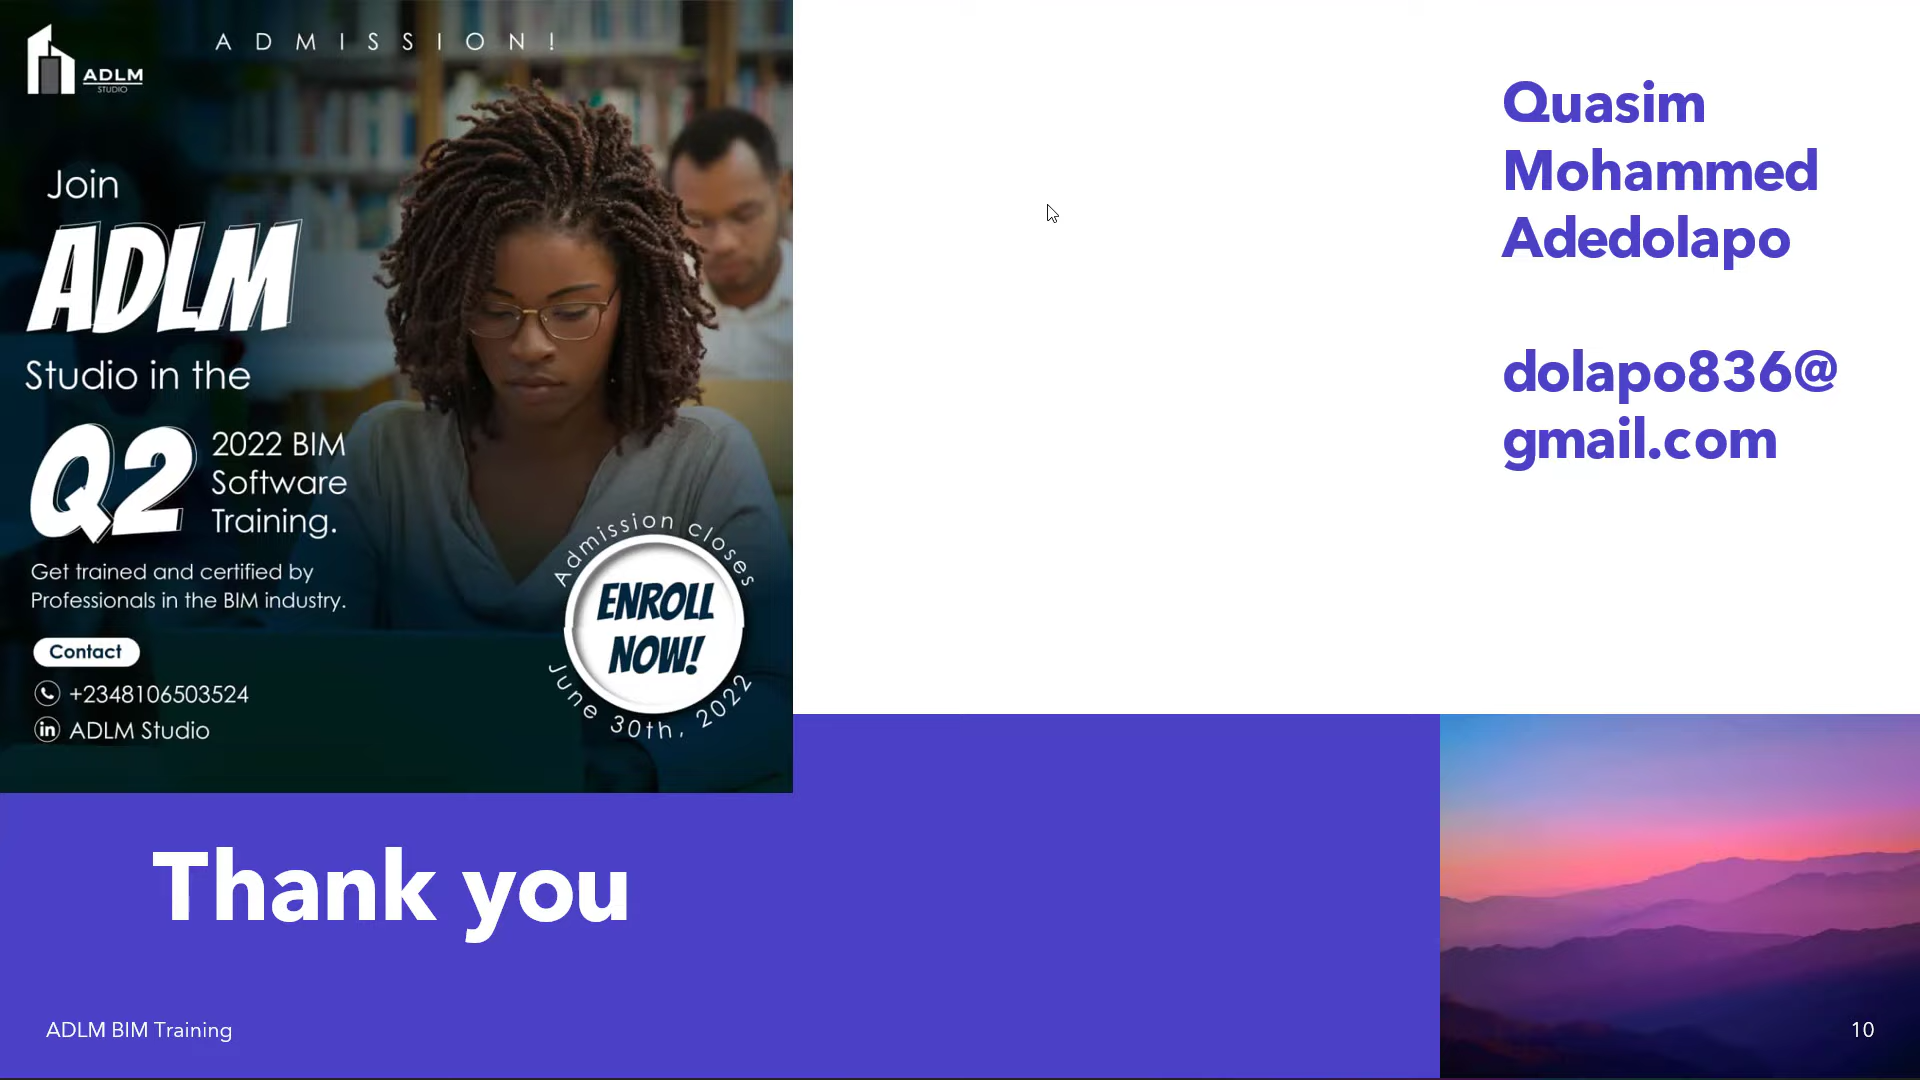 ADMISSION!
ADLM
STUDIO
Join
ADLM
Studio in the
Q2
2022 BIM
Software
Training.
Get trained and certified by
Professionals in the BIM industry.
Contact
+2348106503524
in
ADLM Studio
Admission closes
ENROLL
NOW!
June 30th, 2022
Quasim
Mohammed
Adedolapo
dolapo836@
gmail.com
Thank you
ADLM BIM Training
10